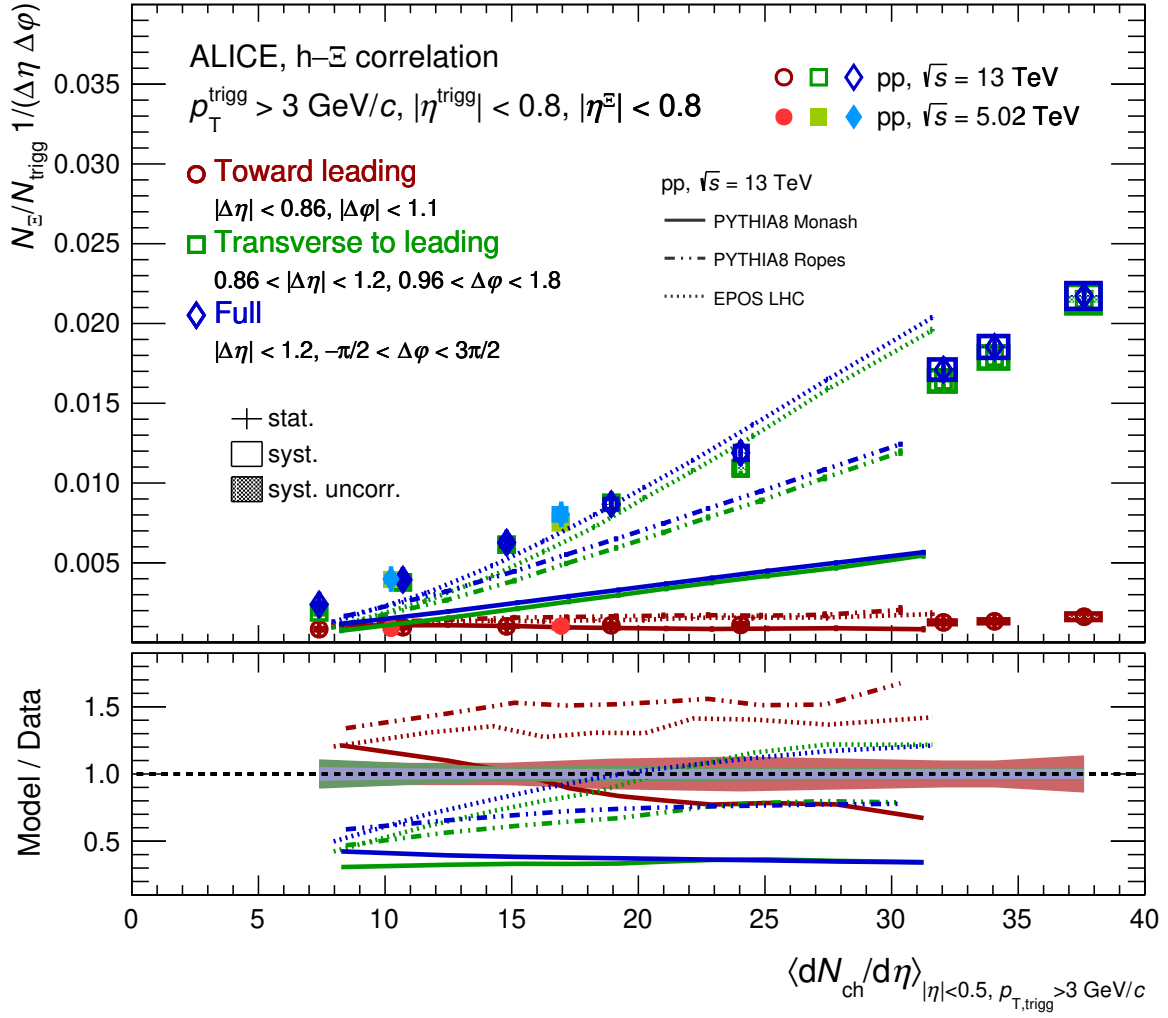 ALICE, h–Ξ correlation
p_T^trigg > 3 GeV/c, |η^trigg| < 0.8, |η^Ξ| < 0.8
pp, √s = 13 TeV
pp, √s = 5.02 TeV
Toward leading
|Δη| < 0.86, |Δφ| < 1.1
Transverse to leading
0.86 < |Δη| < 1.2, 0.96 < Δφ < 1.8
Full
|Δη| < 1.2, −π/2 < Δφ < 3π/2
pp, √s = 13 TeV
PYTHIA8 Monash
PYTHIA8 Ropes
EPOS LHC
stat.
syst.
syst. uncorr.
N_Ξ/N_trigg 1/(Δη Δφ)
0.035
0.030
0.025
0.020
0.015
0.010
0.005
0.000
Model / Data
1.5
1.0
0.5
0 5 10 15 20 25 30 35 40
⟨dN_ch/dη⟩_|η|<0.5, p_T,trigg>3 GeV/c